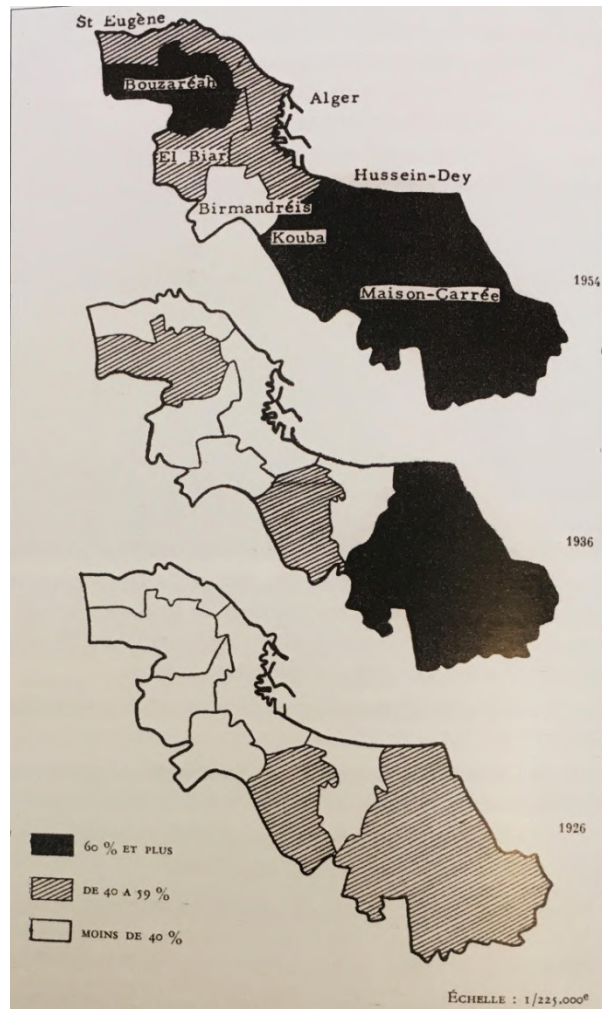 St Eugène
Bouzaréah
Alger
El Biar
Hussein-Dey
Birmandréis
Kouba
1954
Maison-Carrée
1936
1926
60 % ET PLUS
DE 40 A 59 %
MOINS DE 40 %
ÉCHELLE : 1/225.000e